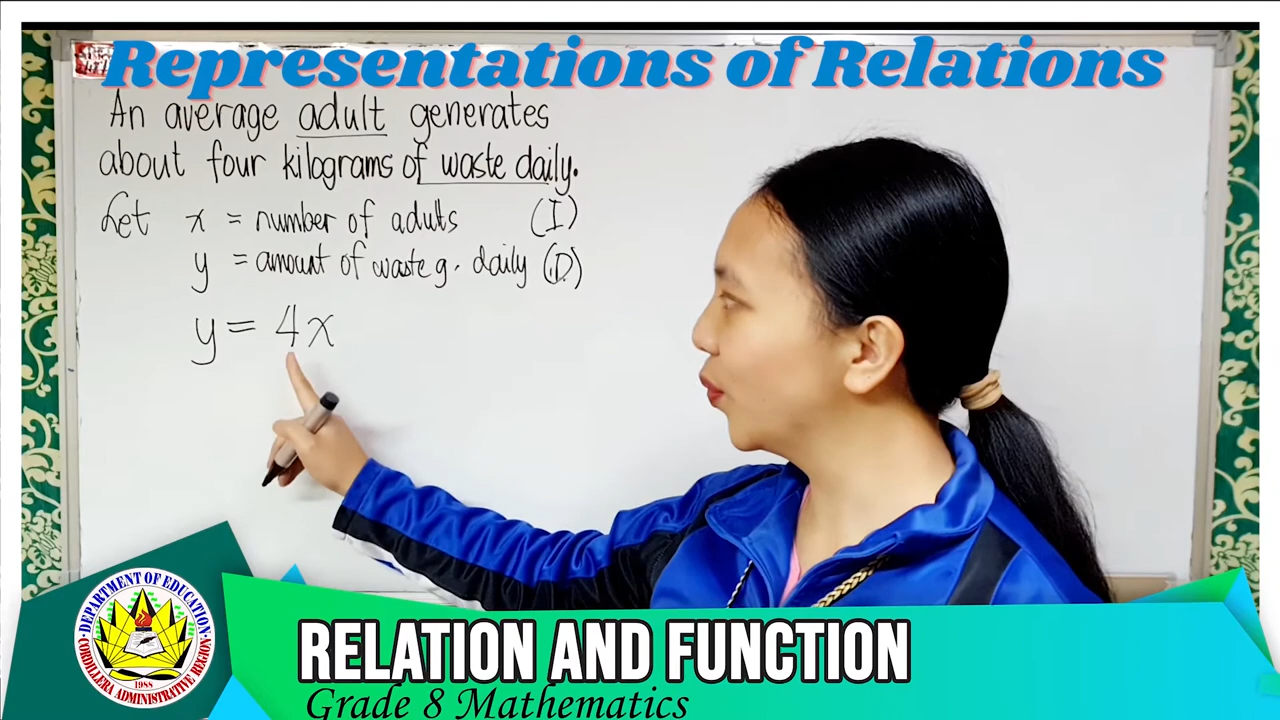 Representations of Relations
An average adult generates
about four kilograms of waste daily.
Let x = number of adults (I)
y = amount of waste g. daily (D)
y = 4x
DEPARTMENT OF EDUCATION
CORDILLERA ADMINISTRATIVE REGION
1988
RELATION AND FUNCTION
Grade 8 Mathematics